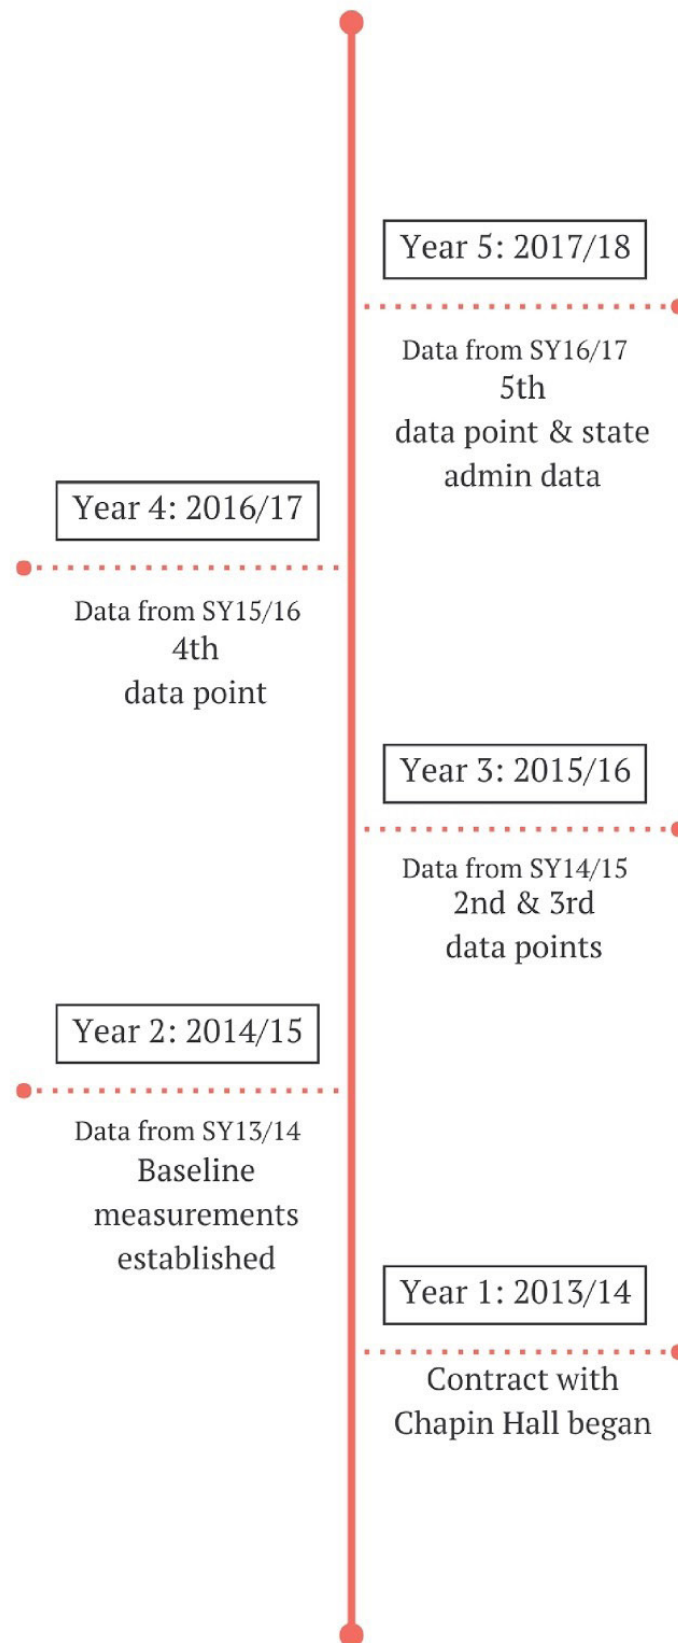 Year 5: 2017/18
Data from SY16/17
5th
data point & state
admin data
Year 4: 2016/17
Data from SY15/16
4th
data point
Year 3: 2015/16
Data from SY14/15
2nd & 3rd
data points
Year 2: 2014/15
Data from SY13/14
Baseline
measurements
established
Year 1: 2013/14
Contract with
Chapin Hall began